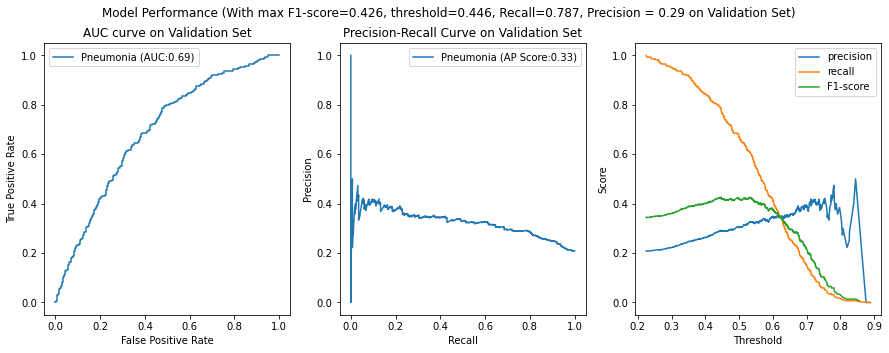 Model Performance (With max F1-score=0.426, threshold=0.446, Recall=0.787, Precision = 0.29 on Validation Set)
AUC curve on Validation Set
Pneumonia (AUC:0.69)
1.0
0.8
0.6
0.4
0.2
0.0
True Positive Rate
0.0 0.2 0.4 0.6 0.8 1.0
False Positive Rate
Precision-Recall Curve on Validation Set
Pneumonia (AP Score:0.33)
1.0
0.8
0.6
0.4
0.2
0.0
Precision
0.0 0.2 0.4 0.6 0.8 1.0
Recall
precision
recall
F1-score
1.0
0.8
0.6
0.4
0.2
0.0
Score
0.2 0.3 0.4 0.5 0.6 0.7 0.8 0.9
Threshold